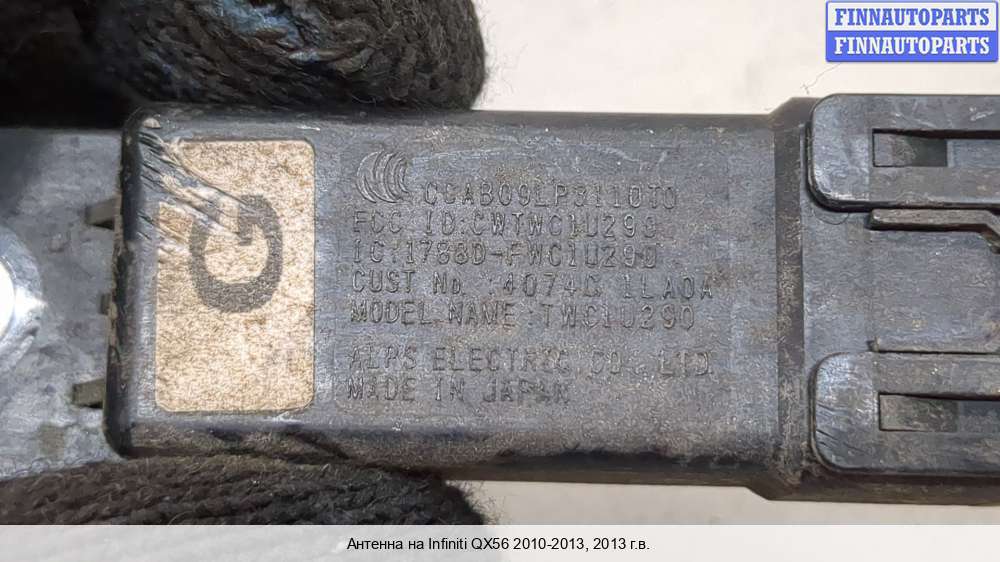 FINNAUTOPARTS
FINNAUTOPARTS
G
CCAB09LP3110T0
FCC ID:CWTWC1U290
IC:1788D-FWC1U290
CUST No. :40740 1LA0A
MODEL NAME:TWC1U290
ALPS ELECTRIC CO., LTD.
MADE IN JAPAN
Антенна на Infiniti QX56 2010-2013, 2013 г.в.